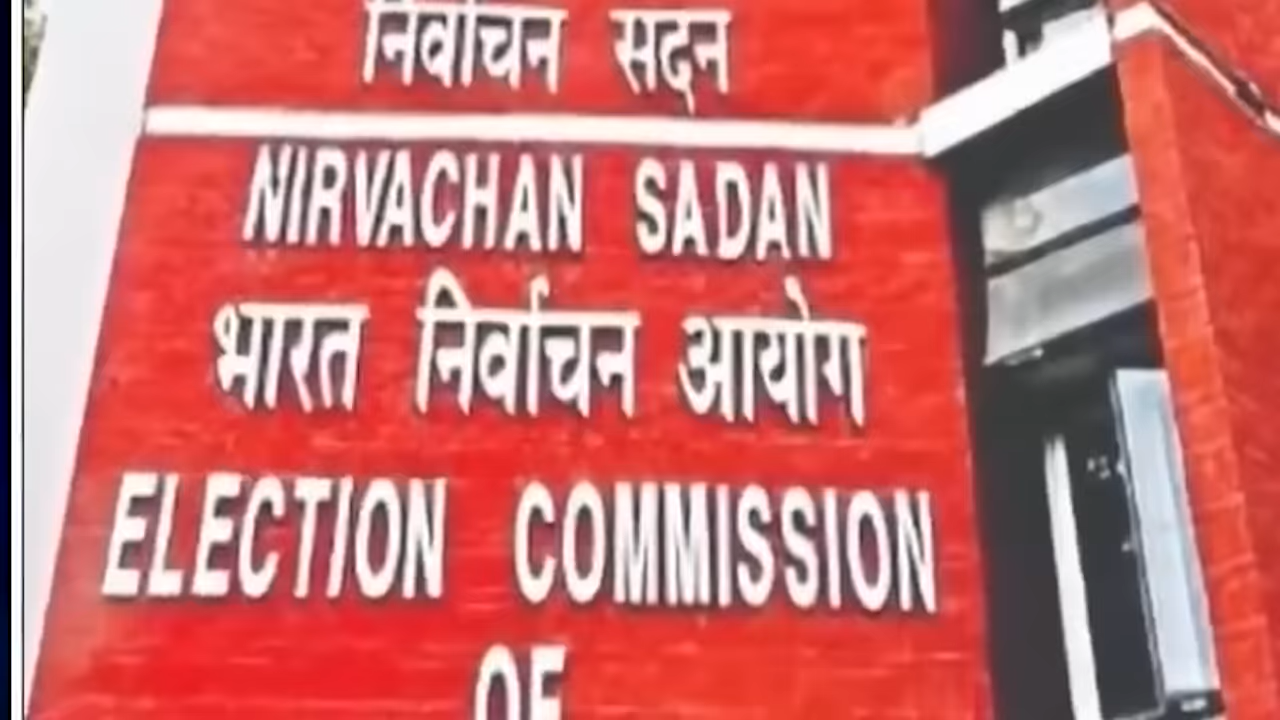 निर्वाचन सदन
NIRVACHAN SADAN
भारत निर्वाचन आयोग
ELECTION COMMISSION
OF